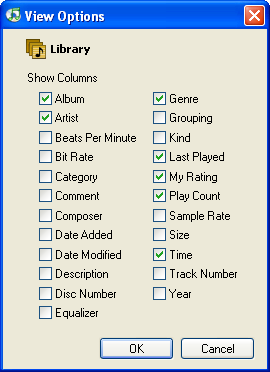 View Options
Library
Show Columns
Album
Artist
Beats Per Minute
Bit Rate
Category
Comment
Composer
Date Added
Date Modified
Description
Disc Number
Equalizer
Genre
Grouping
Kind
Last Played
My Rating
Play Count
Sample Rate
Size
Time
Track Number
Year
OK
Cancel